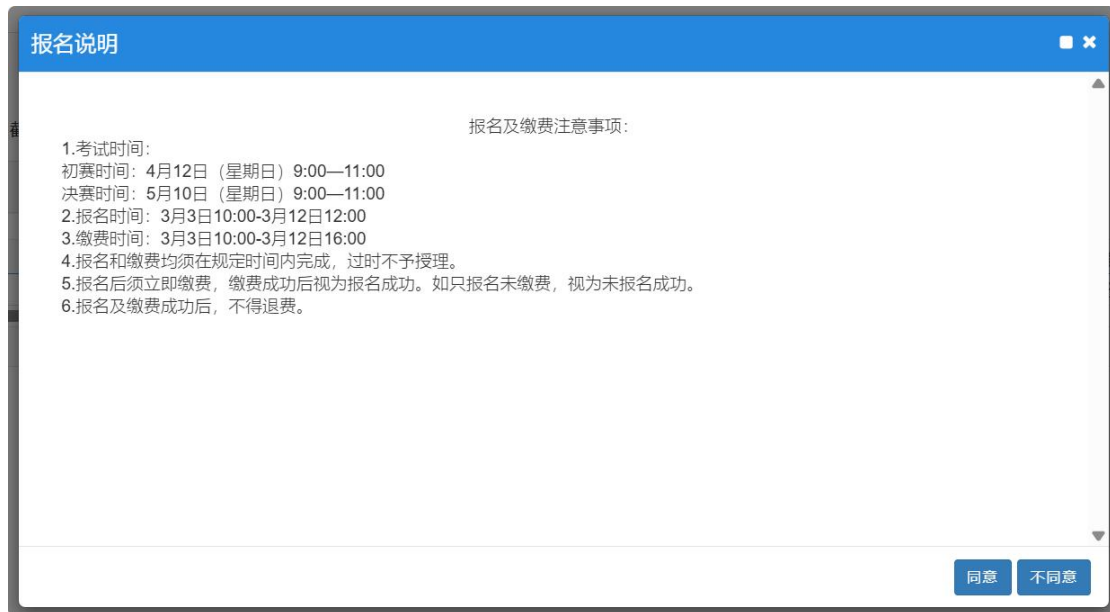 报名说明
报名及缴费注意事项：
1.考试时间：
初赛时间：4月12日（星期日）9:00—11:00
决赛时间：5月10日（星期日）9:00—11:00
2.报名时间：3月3日10:00-3月12日12:00
3.缴费时间：3月3日10:00-3月12日16:00
4.报名和缴费均须在规定时间内完成，过时不予授理。
5.报名后须立即缴费，缴费成功后视为报名成功。如只报名未缴费，视为未报名成功。
6.报名及缴费成功后，不得退费。
同意 不同意